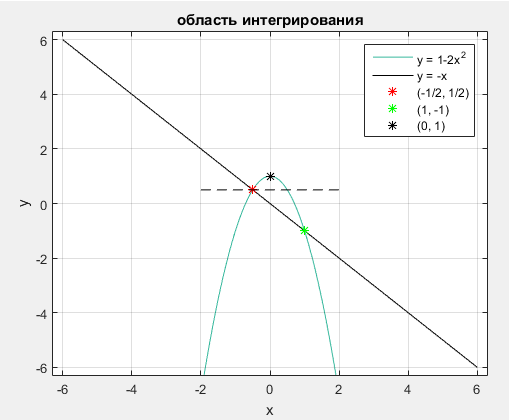 область интегрирования
y = 1-2x²
y = -x
(-1/2, 1/2)
(1, -1)
(0, 1)
6
4
2
0
-2
-4
-6
y
-6 -4 -2 0 2 4 6
x